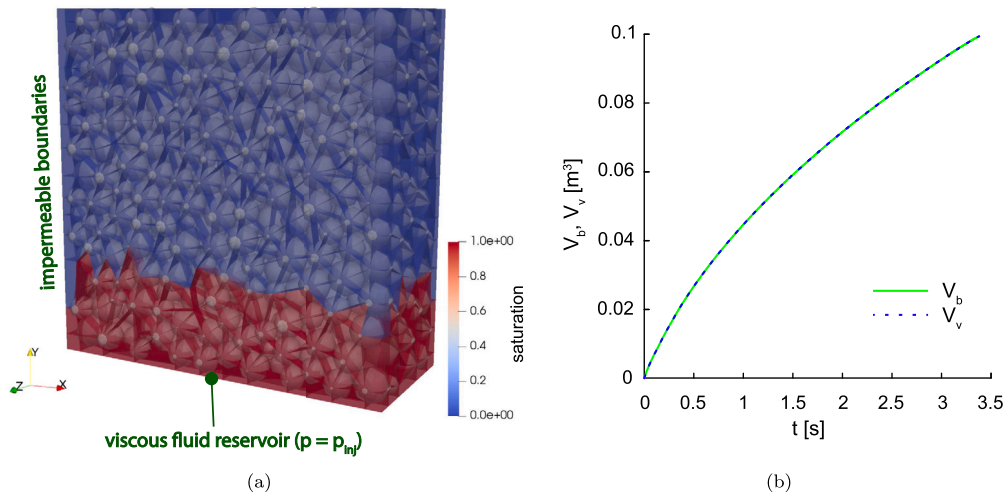 impermeable boundaries
1.0e+00
0.8
0.6
0.4
0.2
0.0e+00
saturation
Y
Z
X
viscous fluid reservoir (p = p_inj)
(a)
V_b, V_v [m³]
0.1
0.08
0.06
0.04
0.02
0
V_b
V_v
0 0.5 1 1.5 2 2.5 3 3.5
t [s]
(b)